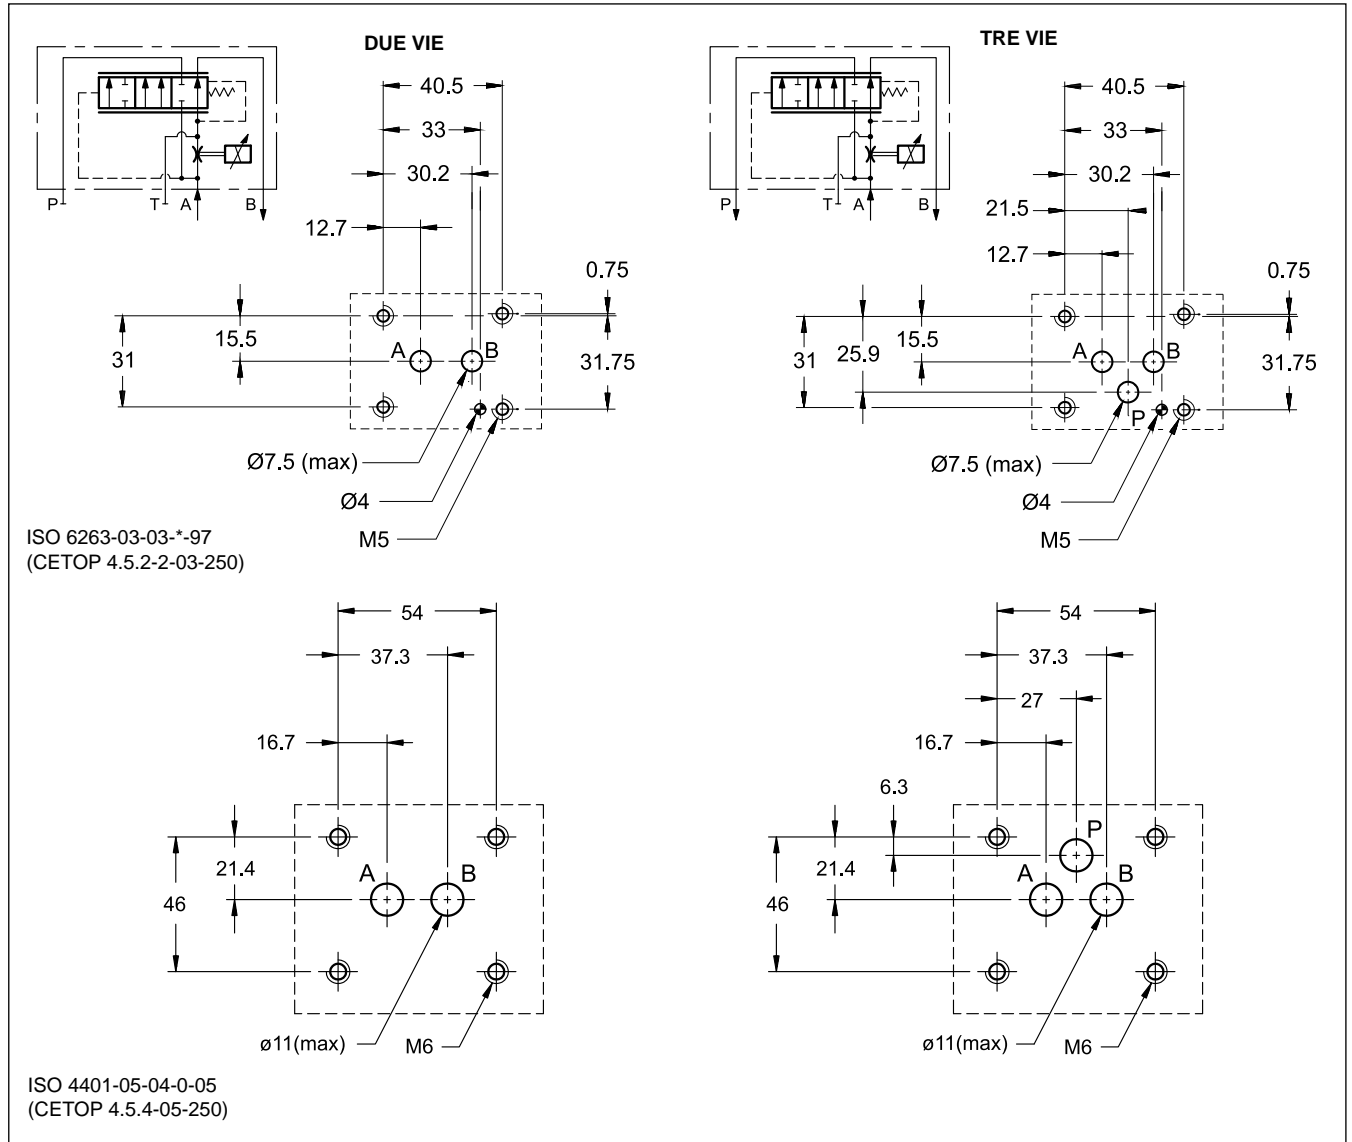 DUE VIE
TRE VIE
P
T
A
B
P
T
A
B
40.5
33
30.2
12.7
0.75
31
15.5
31.75
A
B
Ø7.5 (max)
Ø4
M5
40.5
33
30.2
21.5
12.7
0.75
31
25.9
15.5
31.75
A
B
P
Ø7.5 (max)
Ø4
M5
ISO 6263-03-03-*-97
(CETOP 4.5.2-2-03-250)
54
37.3
16.7
21.4
46
A
B
ø11(max)
M6
54
37.3
27
16.7
6.3
21.4
46
P
A
B
ø11(max)
M6
ISO 4401-05-04-0-05
(CETOP 4.5.4-05-250)